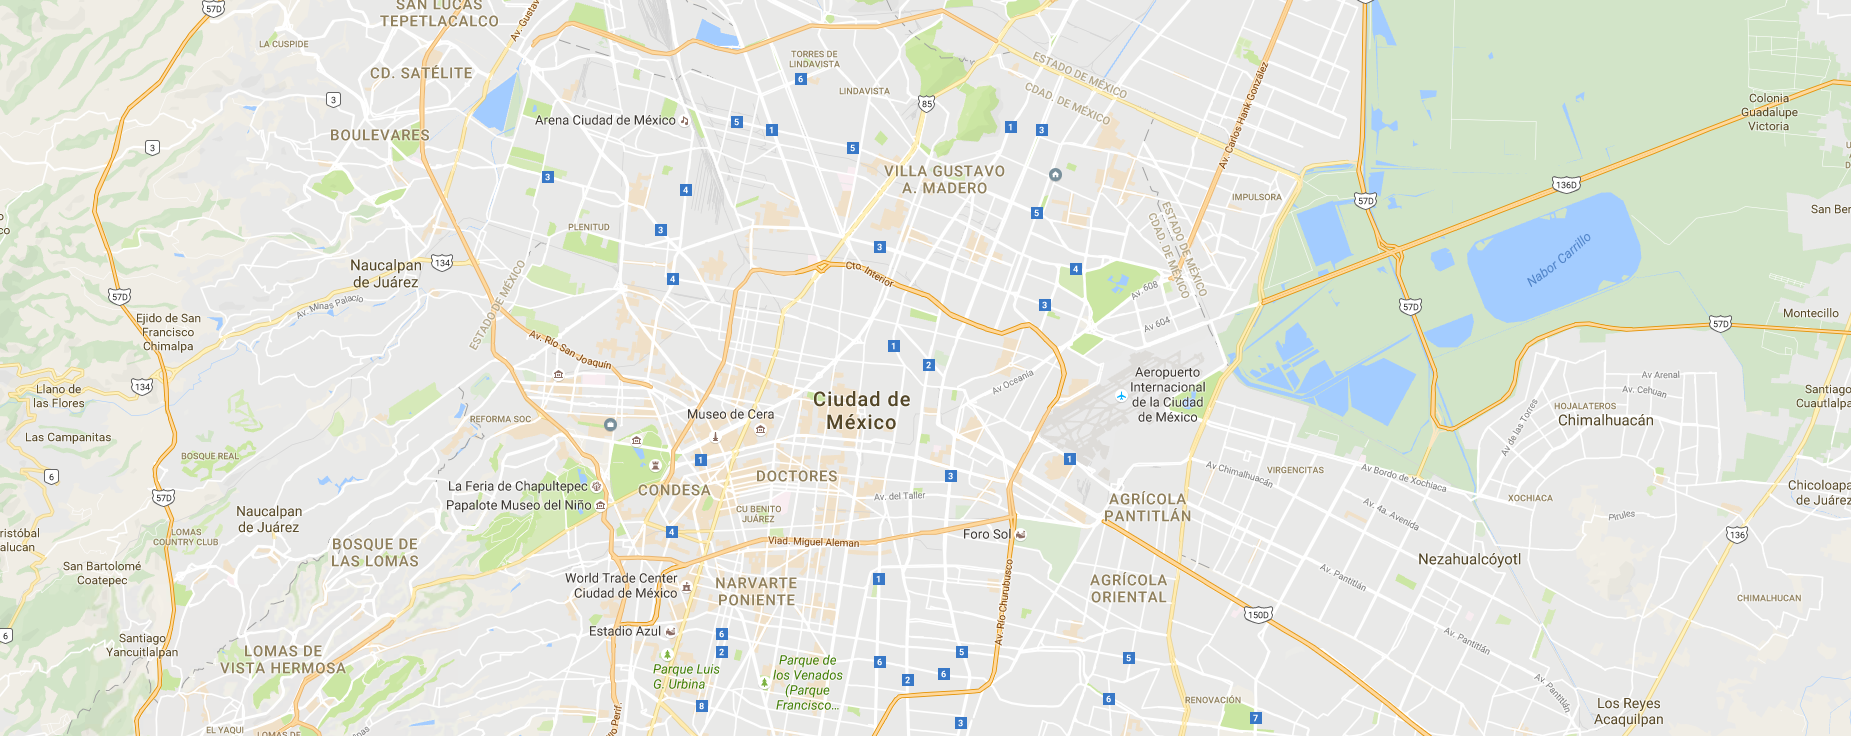 57D
SAN LUCAS
TEPETLACALCO
Av. Gustav
LA CUSPIDE
CD. SATÉLITE
TORRES DE
LINDAVISTA
6
LINDAVISTA
ESTADO DE MÉXICO
CDAD. DE MÉXICO
Av. Carlos Hank González
Colonia
Guadalupe
Victoria
3
85
BOULEVARES
Arena Ciudad de México
5
1
1
3
3
5
VILLA GUSTAVO
A. MADERO
3
4
136D
57D
IMPULSORA
San Ber
5
PLENITUD
3
3
ESTADO DE MÉXICO
CDAD. DE MÉXICO
Nabor Carrillo
Naucalpan
de Juárez
134
4
Cto. Interior
4
Av 608
57D
Av. Minas Palacio
ESTADO DE MÉXICO
3
57D
Ejido de San
Francisco
Chimalpa
Av 604
Montecillo
57D
Av. Río San Joaquín
1
2
Av Oceanía
Aeropuerto
Internacional
de la Ciudad
de México
Llano de
las Flores
134
Av Arenal
Av. Cehuan
Santiago
Cuautlalpa
Ciudad de
México
Museo de Cera
REFORMA SOC
HOJALATEROS
Chimalhuacán
Av de las Torres
Las Campanitas
BOSQUE REAL
1
1
Av Chimalhuacán
VIRGENCITAS
Av Bordo de Xochiaca
6
DOCTORES
3
La Feria de Chapultepec
CONDESA
Av. del Taller
Papalote Museo del Niño
AGRÍCOLA
PANTITLÁN
XOCHIACA
Chicoloapa
de Juárez
57D
Naucalpan
de Juárez
CU BENITO
JUÁREZ
Av. 4a. Avenida
Pirules
ristóbal
alucan
LOMAS
COUNTRY CLUB
4
Viad. Miguel Aleman
Foro Sol
136
BOSQUE DE
LAS LOMAS
Nezahualcóyotl
San Bartolomé
Coatepec
World Trade Center
Ciudad de México
NARVARTE
PONIENTE
1
AGRÍCOLA
ORIENTAL
Av. Pantitlán
CHIMALHUCAN
Av. Río Churubusco
150D
6
Santiago
Yancuitlalpan
Estadio Azul
6
2
Av. Pantitlán
LOMAS DE
VISTA HERMOSA
Parque Luis
G. Urbina
Parque de
los Venados
(Parque
Francisco...
6
5
6
2
5
Av. Pantitlán
8
6
RENOVACIÓN
Los Reyes
Acaquilpan
3
7
EL YAQUI
LOMAS DE